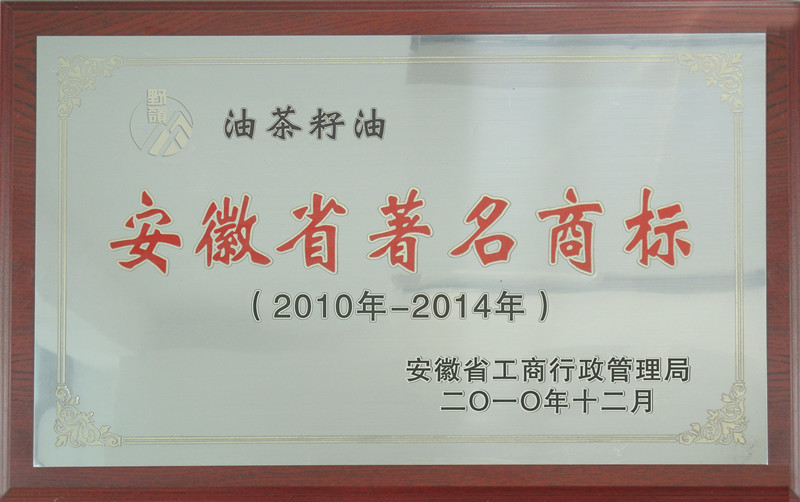 野嶺
油茶籽油
安徽省著名商标
（2010年-2014年）
安徽省工商行政管理局
二〇一〇年十二月